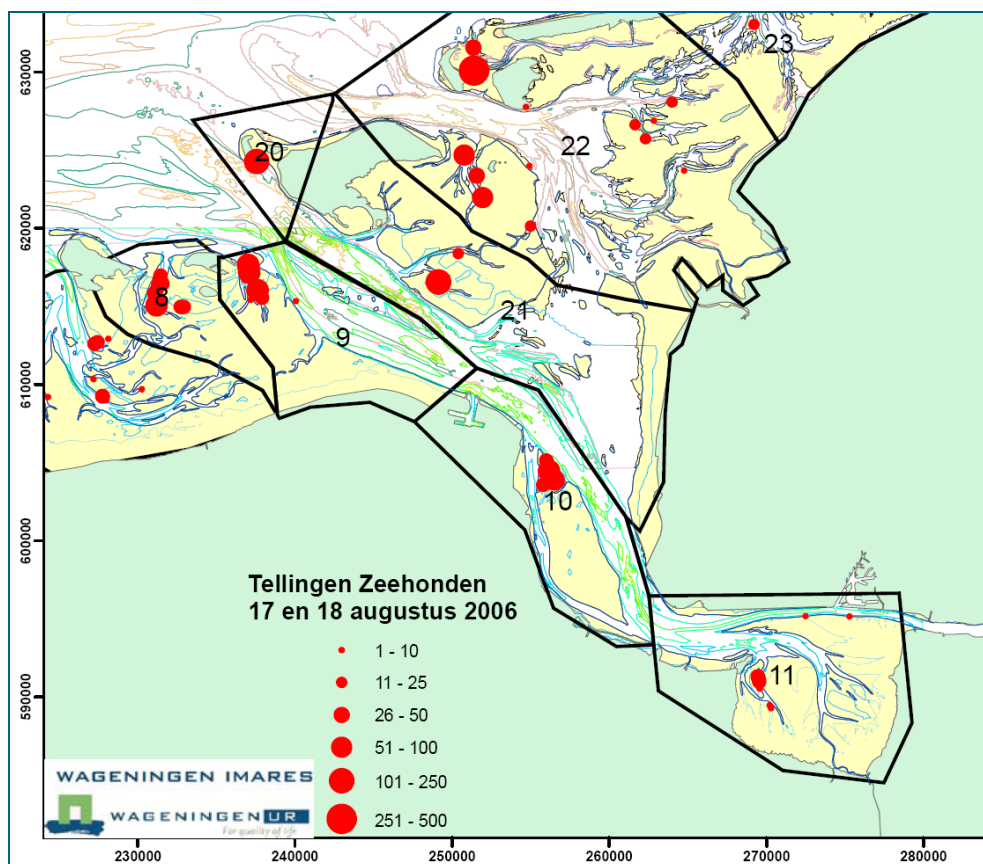 630000
620000
610000
600000
590000
23
22
20
21
8
9
10
11
Tellingen Zeehonden
17 en 18 augustus 2006
1 - 10
11 - 25
26 - 50
51 - 100
101 - 250
251 - 500
WAGENINGEN IMARES
WAGENINGEN UR
For quality of life
230000 240000 250000 260000 270000 280000